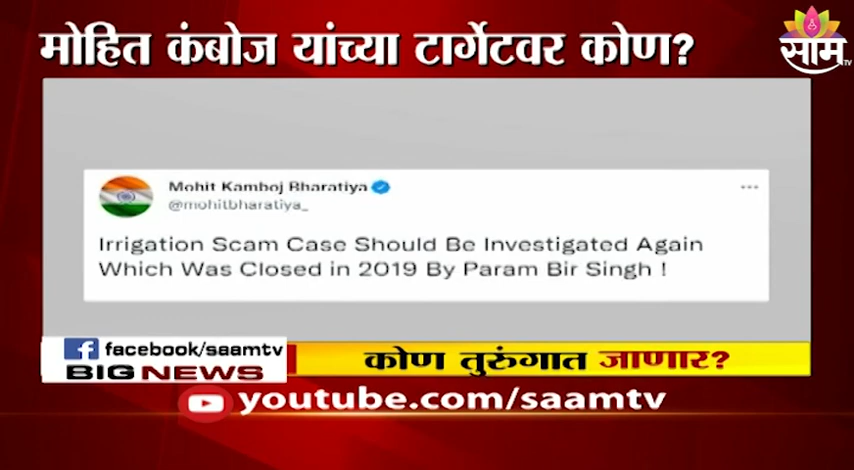 मोहित कंबोज यांच्या टार्गेटवर कोण?
साम TV
Mohit Kamboj Bharatiya
@mohitbharatiya_
Irrigation Scam Case Should Be Investigated Again
Which Was Closed in 2019 By Param Bir Singh !
facebook/saamtv
BIG NEWS
कोण तुरुंगात जाणार?
youtube.com/saamtv